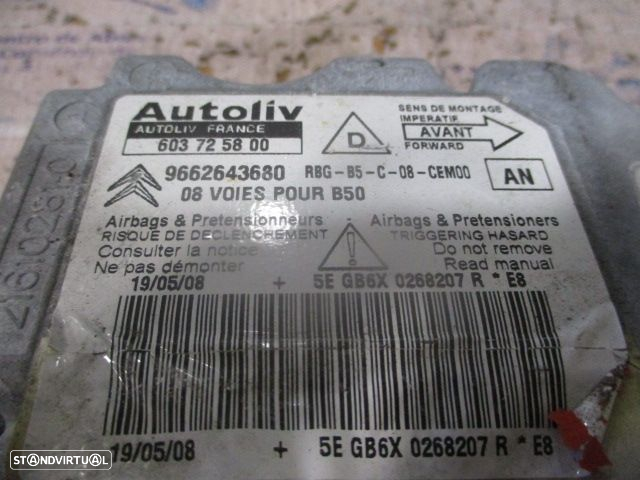 Autoliv
AUTOLIV FRANCE
603 72 58 00
D
SENS DE MONTAGE
IMPERATIF
AVANT
FORWARD
9662643680 RBG-B5-C-08-CEM00
AN
08 VOIES POUR B50
Airbags & Pretensionneurs
RISQUE DE DECLENCHEMENT
Consulter la notice
Ne pas démonter
Airbags & Pretensioners
TRIGGERING HASARD
Do not remove
Read manual
19/05/08 + 5E GB6X 0268207 R * E8
19/05/08 + 5E GB6X 0268207 R * E8
STANDVIRTUAL